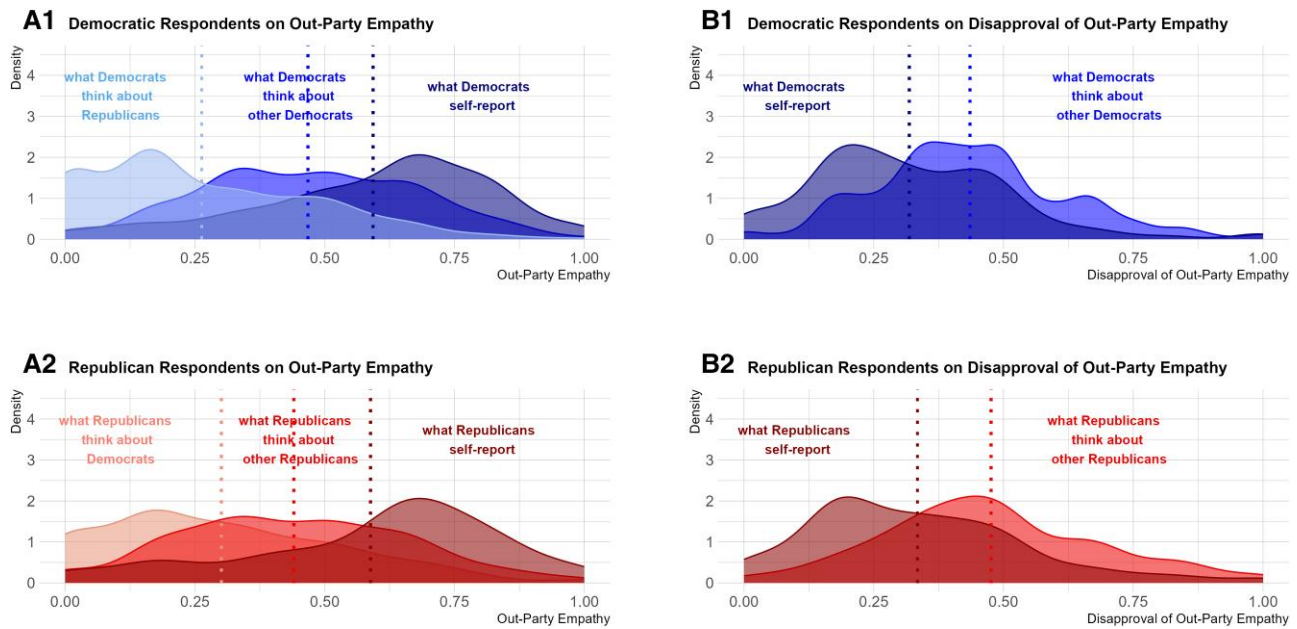 A1 Democratic Respondents on Out-Party Empathy
Density
4
3
2
1
0
what Democrats
think about
Republicans
what Democrats
think about
other Democrats
what Democrats
self-report
0.00 0.25 0.50 0.75 1.00
Out-Party Empathy
B1 Democratic Respondents on Disapproval of Out-Party Empathy
Density
4
3
2
1
0
what Democrats
self-report
what Democrats
think about
other Democrats
0.00 0.25 0.50 0.75 1.00
Disapproval of Out-Party Empathy
A2 Republican Respondents on Out-Party Empathy
Density
4
3
2
1
0
what Republicans
think about
Democrats
what Republicans
think about
other Republicans
what Republicans
self-report
0.00 0.25 0.50 0.75 1.00
Out-Party Empathy
B2 Republican Respondents on Disapproval of Out-Party Empathy
Density
4
3
2
1
0
what Republicans
self-report
what Republicans
think about
other Republicans
0.00 0.25 0.50 0.75 1.00
Disapproval of Out-Party Empathy